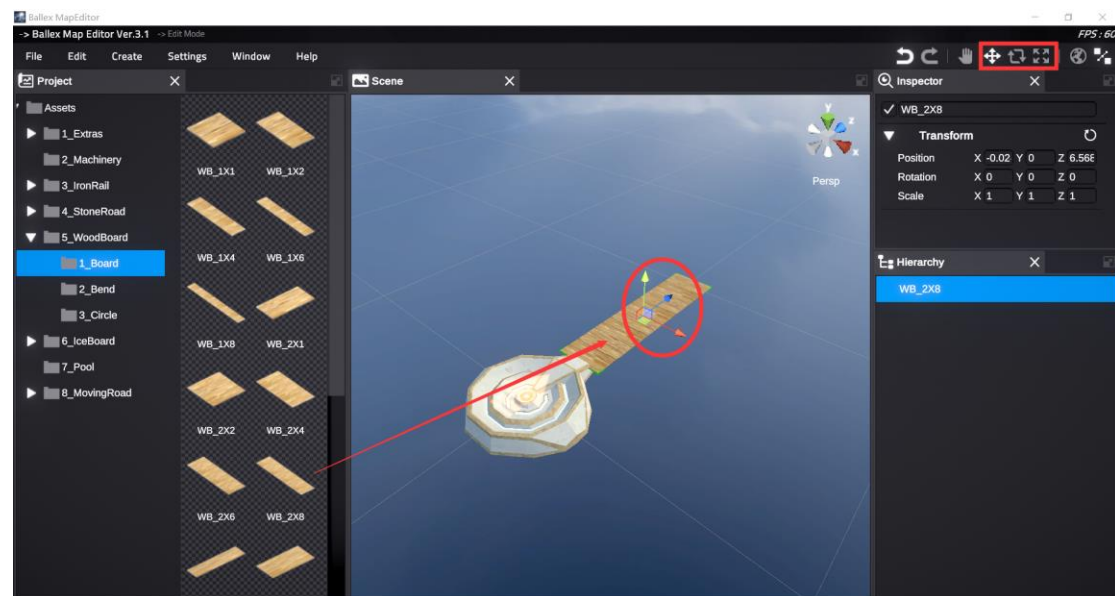 Ballex MapEditor
-> Ballex Map Editor Ver.3.1 -> Edit Mode
FPS : 60
File Edit Create Settings Window Help
Project
Assets
1_Extras
2_Machinery
3_IronRail
4_StoneRoad
5_WoodBoard
1_Board
2_Bend
3_Circle
6_IceBoard
7_Pool
8_MovingRoad
WB_1X1 WB_1X2
WB_1X4 WB_1X6
WB_1X8 WB_2X1
WB_2X2 WB_2X4
WB_2X6 WB_2X8
Scene
Y
Z
X
Persp
Inspector
WB_2X8
Transform
Position X -0.02 Y 0 Z 6.568
Rotation X 0 Y 0 Z 0
Scale X 1 Y 1 Z 1
Hierarchy
WB_2X8